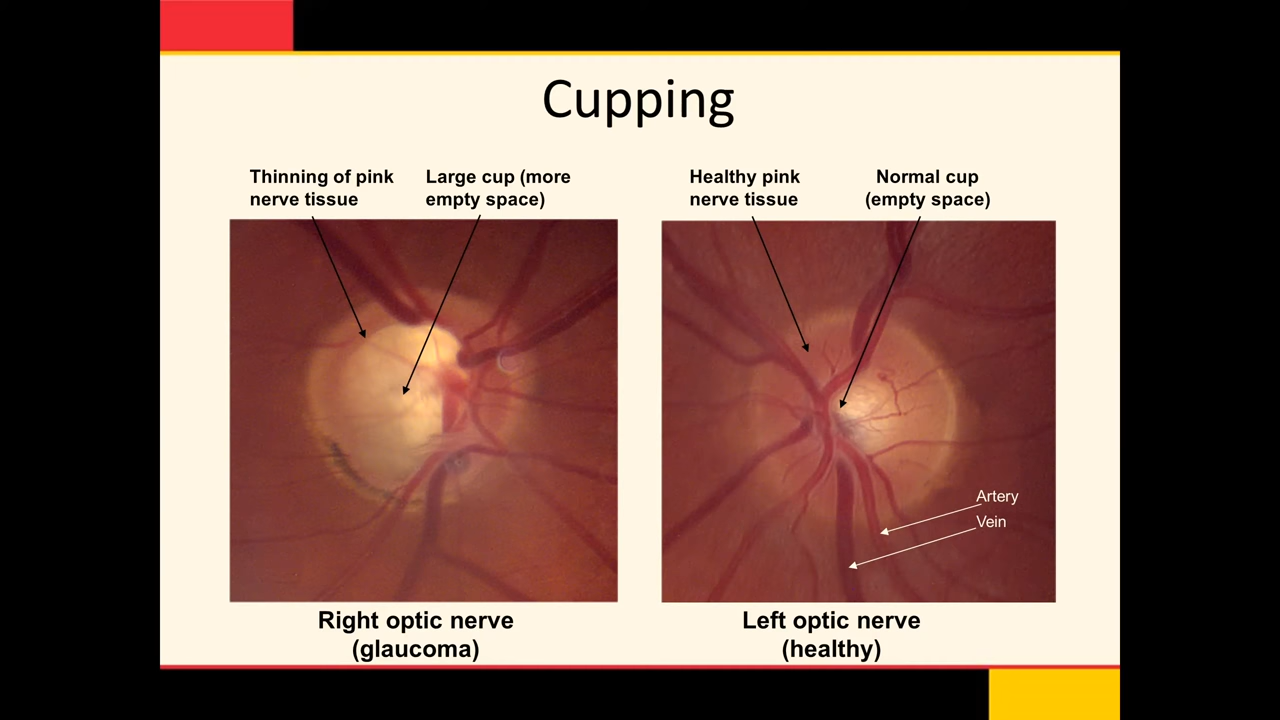 Cupping
Thinning of pink
nerve tissue
Large cup (more
empty space)
Healthy pink
nerve tissue
Normal cup
(empty space)
Artery
Vein
Right optic nerve
(glaucoma)
Left optic nerve
(healthy)